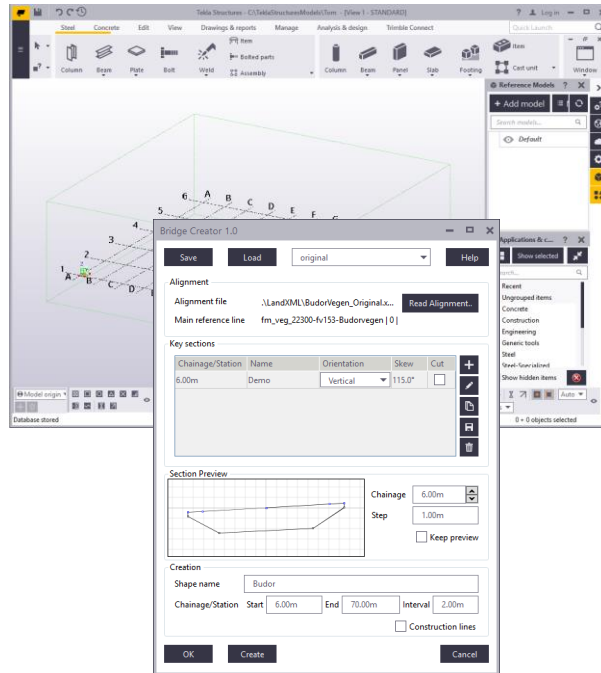 Tekla Structures - C:\TeklaStructuresModels\Tom - [View 1 - STANDARD]
? Log in
Steel Concrete Edit View Drawings & reports Manage Analysis & design Trimble Connect Quick Launch
Item
Bolted parts
Assembly
Item
Cast unit
Column Beam Plate Bolt Weld Column Beam Panel Slab Footing Window
Reference Models ?
+ Add model
Search models...
Default
6 A B C D E F
5
4
3
2
1 A B C D
Applications & c... ?
Show selected
Recent
Ungrouped items
Concrete
Construction
Engineering
Generic tools
Steel
Steel-Specialized
Show hidden items
Model origin
Auto
Database stored
0 + 0 objects selected
Bridge Creator 1.0
Save Load original Help
Alignment
Alignment file .\LandXML\BudorVegen_Original.x... Read Alignment..
Main reference line fm_veg_22300-fv153-Budorvegen | 0 |
Key sections
Chainage/Station Name Orientation Skew Cut
6.00m Demo Vertical 115.0°
Section Preview
Chainage 6.00m
Step 1.00m
Keep preview
Creation
Shape name Budor
Chainage/Station Start 6.00m End 70.00m Interval 2.00m
Construction lines
OK Create Cancel